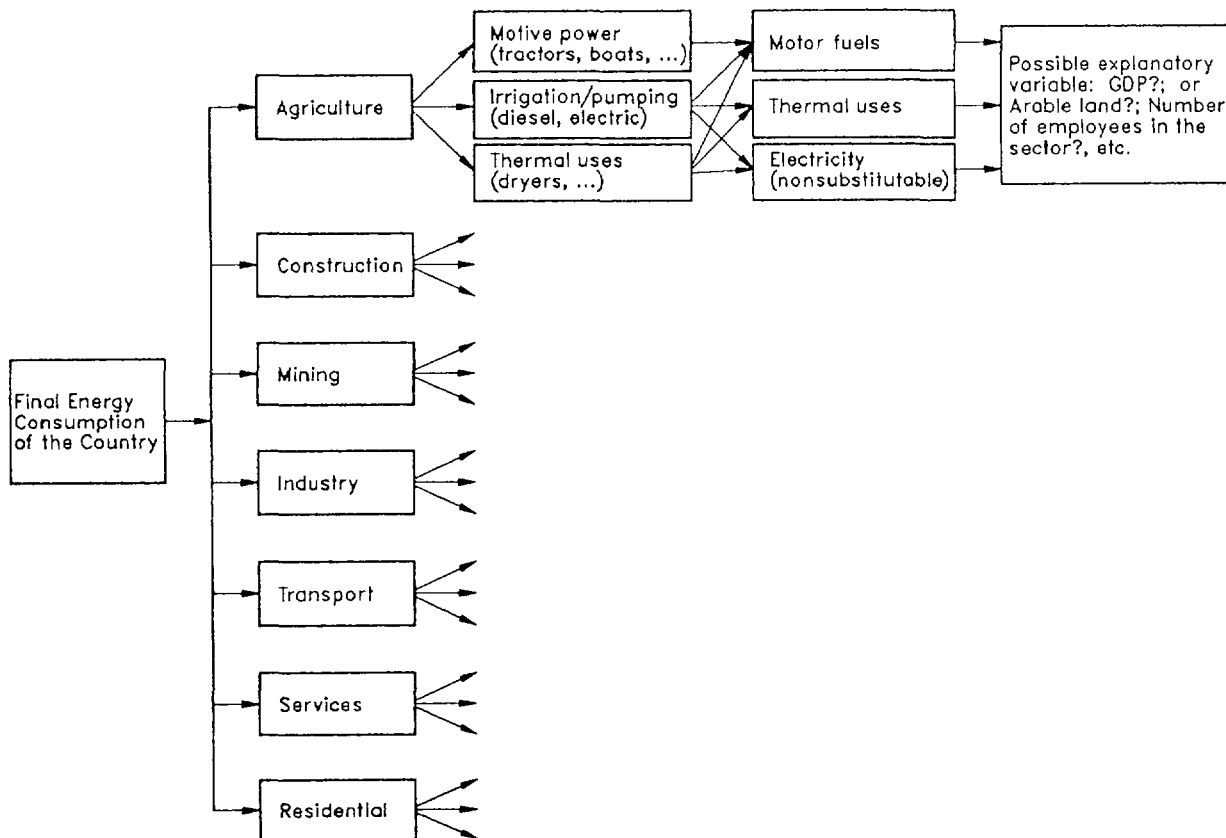 Final Energy
Consumption
of the Country
Agriculture
Construction
Mining
Industry
Transport
Services
Residential
Motive power
(tractors, boats, ...)
Irrigation/pumping
(diesel, electric)
Thermal uses
(dryers, ...)
Motor fuels
Thermal uses
Electricity
(nonsubstitutable)
Possible explanatory
variable: GDP?; or
Arable land?; Number
of employees in the
sector?, etc.